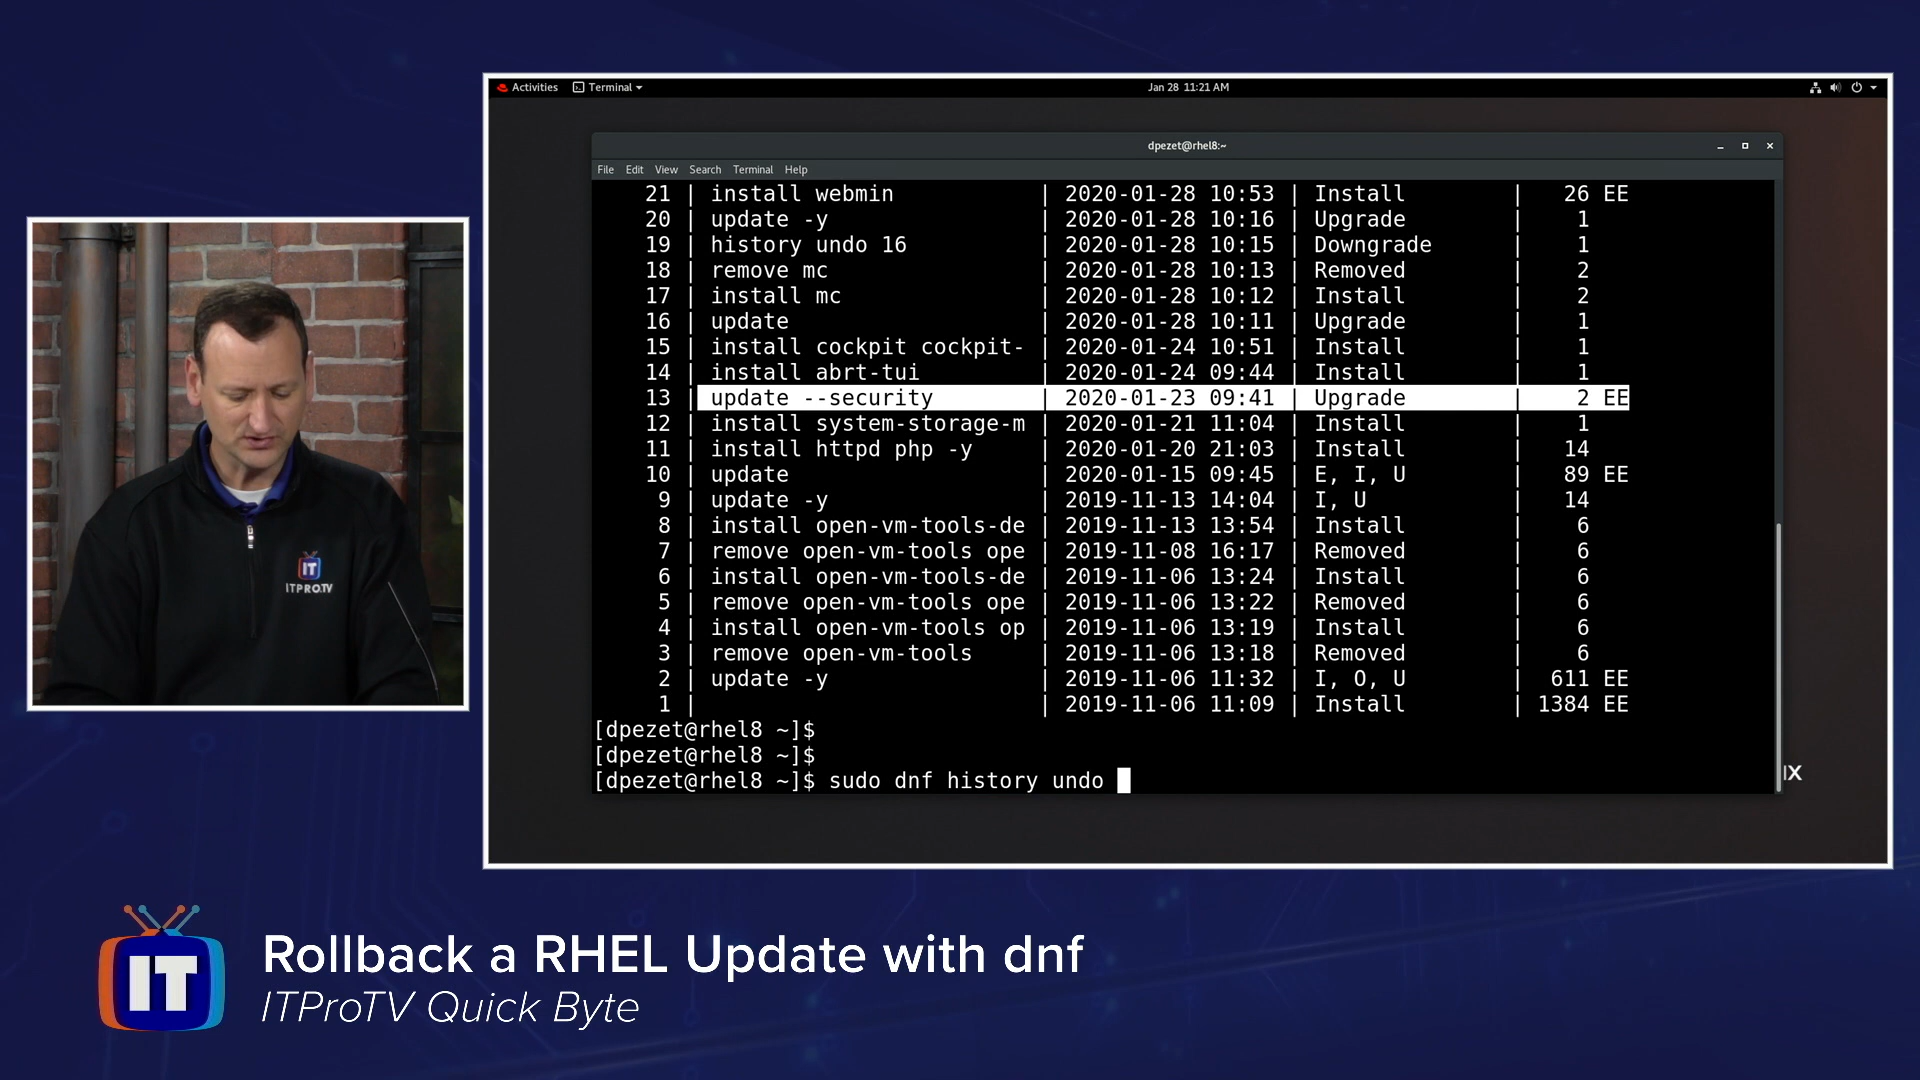 Activities Terminal Jan 28 11:21 AM
dpezet@rhel8:~
File Edit View Search Terminal Help
21 | install webmin | 2020-01-28 10:53 | Install | 26 EE
20 | update -y | 2020-01-28 10:16 | Upgrade | 1
19 | history undo 16 | 2020-01-28 10:15 | Downgrade | 1
18 | remove mc | 2020-01-28 10:13 | Removed | 2
17 | install mc | 2020-01-28 10:12 | Install | 2
16 | update | 2020-01-28 10:11 | Upgrade | 1
15 | install cockpit cockpit- | 2020-01-24 10:51 | Install | 1
14 | install abrt-tui | 2020-01-24 09:44 | Install | 1
13 | update --security | 2020-01-23 09:41 | Upgrade | 2 EE
12 | install system-storage-m | 2020-01-21 11:04 | Install | 1
11 | install httpd php -y | 2020-01-20 21:03 | Install | 14
10 | update | 2020-01-15 09:45 | E, I, U | 89 EE
9 | update -y | 2019-11-13 14:04 | I, U | 14
8 | install open-vm-tools-de | 2019-11-13 13:54 | Install | 6
7 | remove open-vm-tools ope | 2019-11-08 16:17 | Removed | 6
6 | install open-vm-tools-de | 2019-11-06 13:24 | Install | 6
5 | remove open-vm-tools ope | 2019-11-06 13:22 | Removed | 6
4 | install open-vm-tools op | 2019-11-06 13:19 | Install | 6
3 | remove open-vm-tools | 2019-11-06 13:18 | Removed | 6
2 | update -y | 2019-11-06 11:32 | I, O, U | 611 EE
1 | | 2019-11-06 11:09 | Install | 1384 EE
[dpezet@rhel8 ~]$
[dpezet@rhel8 ~]$
[dpezet@rhel8 ~]$ sudo dnf history undo
IT
ITPRO.TV
IT
Rollback a RHEL Update with dnf
ITProTV Quick Byte